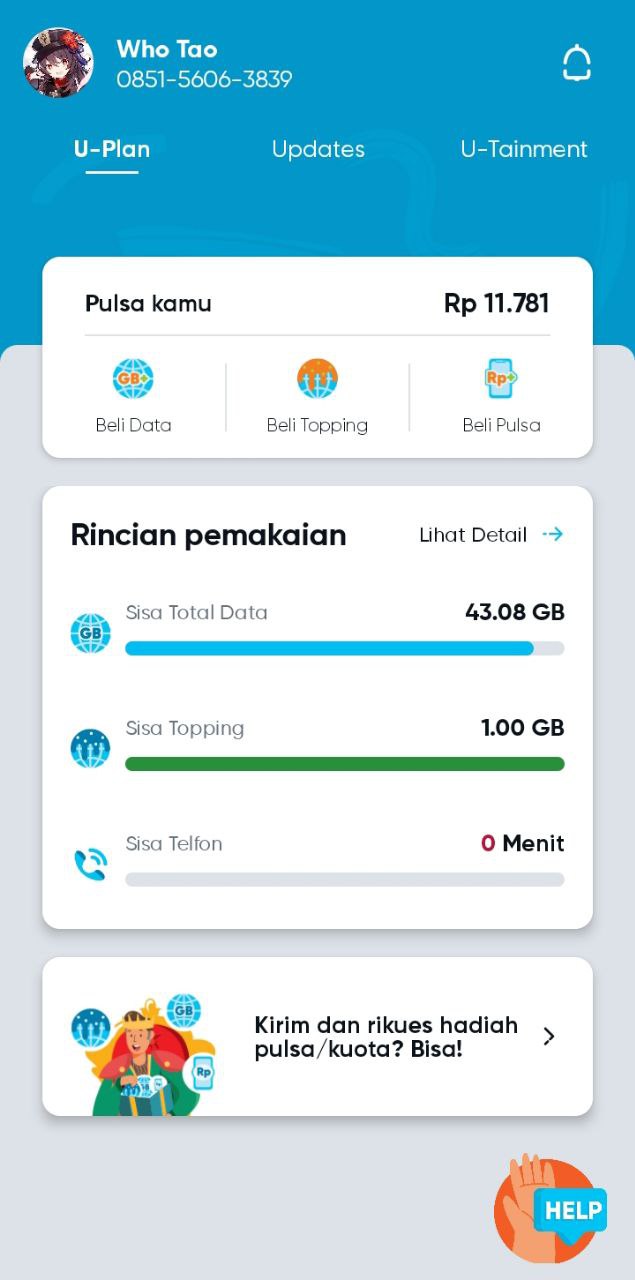 Who Tao
0851-5606-3839
U-Plan Updates U-Tainment
Pulsa kamu Rp 11.781
GB+ Rp+
Beli Data Beli Topping Beli Pulsa
Rincian pemakaian Lihat Detail
Sisa Total Data 43.08 GB
GB
Sisa Topping 1.00 GB
Sisa Telfon 0 Menit
GB
Kirim dan rikues hadiah
pulsa/kuota? Bisa!
Rp
HELP